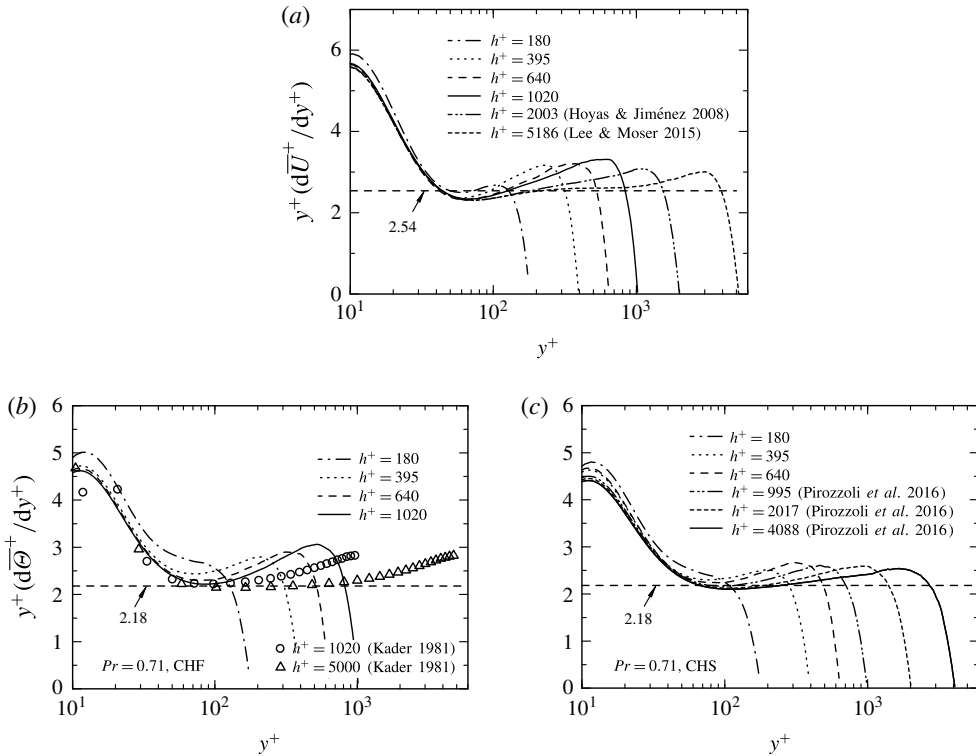 (a)
h+ = 180
h+ = 395
h+ = 640
h+ = 1020
h+ = 2003 (Hoyas & Jiménez 2008)
h+ = 5186 (Lee & Moser 2015)
6
4
2
0
2.54
y+(dU̅+/dy+)
10¹ 10² 10³
y+
(b)
h+ = 180
h+ = 395
h+ = 640
h+ = 1020
6
5
4
3
2
1
0
2.18
h+ = 1020 (Kader 1981)
h+ = 5000 (Kader 1981)
Pr = 0.71, CHF
y+(dΘ̅+/dy+)
10¹ 10² 10³
y+
(c)
h+ = 180
h+ = 395
h+ = 640
h+ = 995 (Pirozzoli et al. 2016)
h+ = 2017 (Pirozzoli et al. 2016)
h+ = 4088 (Pirozzoli et al. 2016)
6
5
4
3
2
1
0
2.18
Pr = 0.71, CHS
10¹ 10² 10³
y+